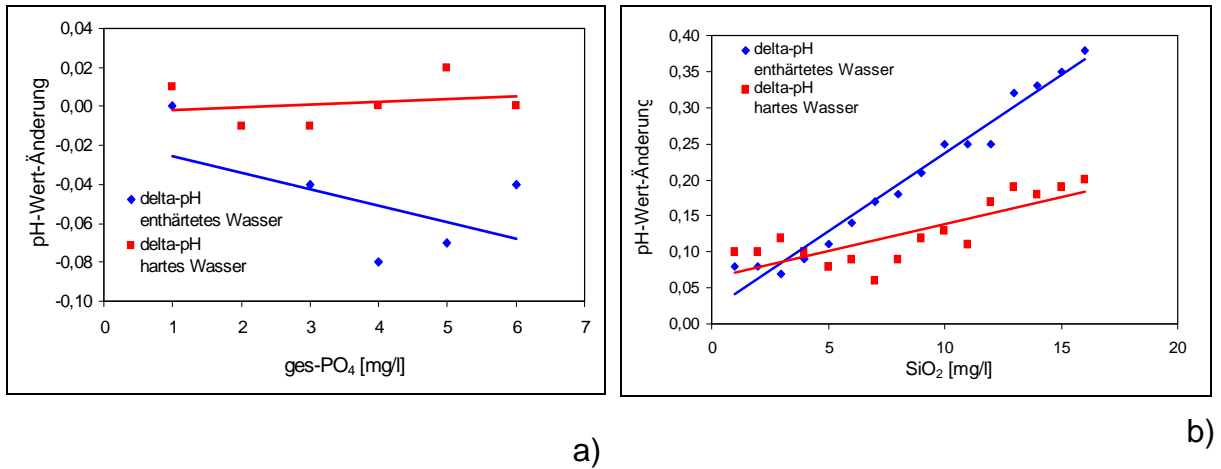 0,04
0,02
0,00
-0,02
-0,04
-0,06
-0,08
-0,10
pH-Wert-Änderung
delta-pH
enthärtetes Wasser
delta-pH
hartes Wasser
0 1 2 3 4 5 6 7
ges-PO₄ [mg/l]
a)
0,40
0,35
0,30
0,25
0,20
0,15
0,10
0,05
0,00
pH-Wert-Änderung
delta-pH
enthärtetes Wasser
delta-pH
hartes Wasser
0 5 10 15 20
SiO₂ [mg/l]
b)